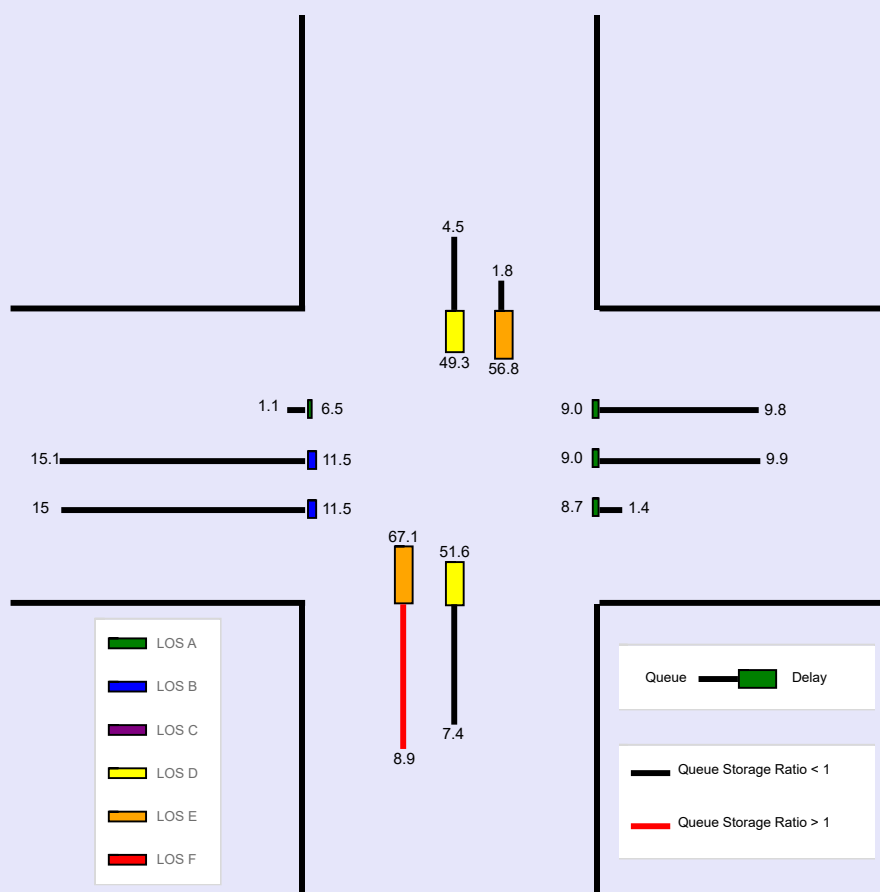 4.5
1.8
49.3
56.8
1.1 6.5 9.0 9.8
15.1 11.5 9.0 9.9
15 11.5 8.7 1.4
67.1
51.6
7.4
8.9
LOS A
LOS B
LOS C
LOS D
LOS E
LOS F
Queue Delay
Queue Storage Ratio < 1
Queue Storage Ratio > 1